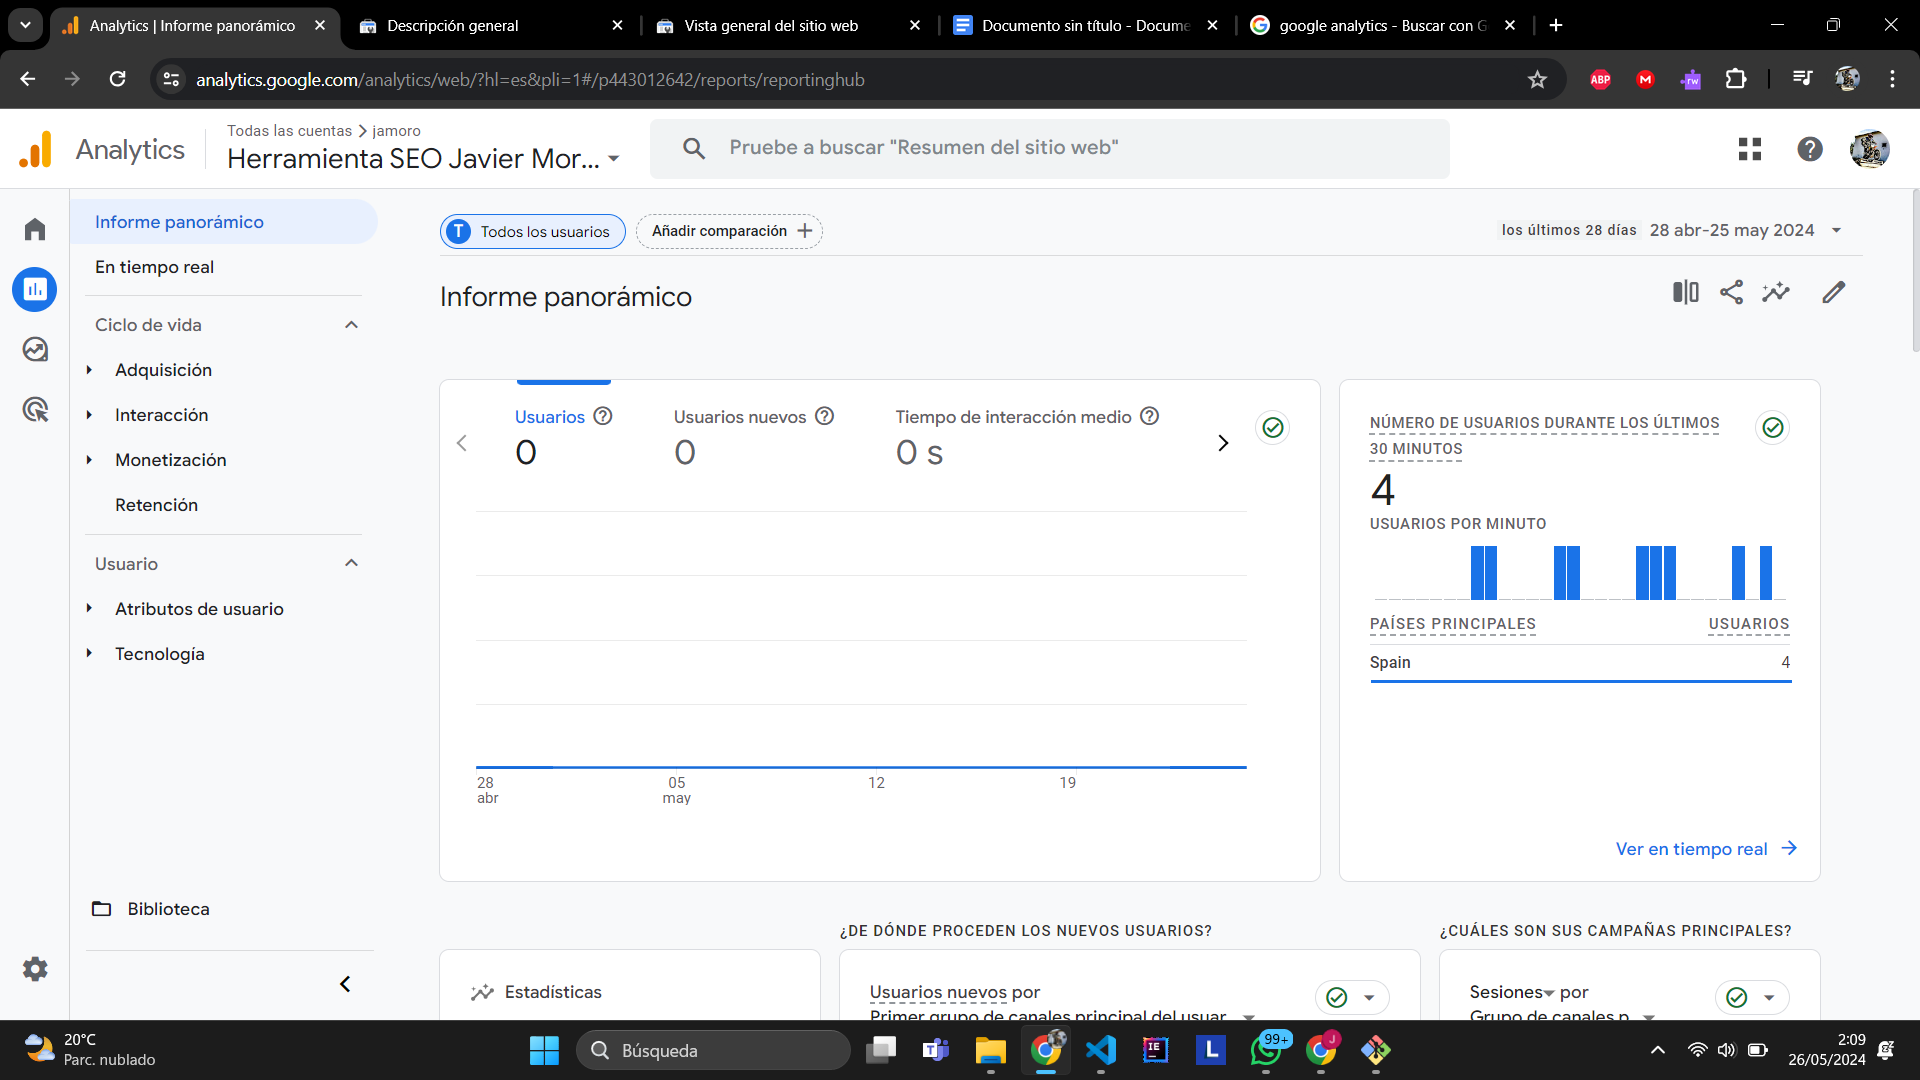 Analytics | Informe panorámico
Descripción general
Vista general del sitio web
Documento sin título - Docume
google analytics - Buscar con G
analytics.google.com/analytics/web/?hl=es&pli=1#/p443012642/reports/reportinghub
ABP
M
rw
Analytics
Todas las cuentas > jamoro
Herramienta SEO Javier Mor...
Pruebe a buscar "Resumen del sitio web"
Informe panorámico
En tiempo real
Ciclo de vida
Adquisición
Interacción
Monetización
Retención
Usuario
Atributos de usuario
Tecnología
Biblioteca
T Todos los usuarios
Añadir comparación +
los últimos 28 días 28 abr-25 may 2024
Informe panorámico
Usuarios
0
Usuarios nuevos
0
Tiempo de interacción medio
0 s
28
abr
05
may
12
19
NÚMERO DE USUARIOS DURANTE LOS ÚLTIMOS
30 MINUTOS
4
USUARIOS POR MINUTO
PAÍSES PRINCIPALES USUARIOS
Spain 4
Ver en tiempo real
Estadísticas
¿DE DÓNDE PROCEDEN LOS NUEVOS USUARIOS?
Usuarios nuevos por
Primer grupo de canales principal del usuar...
¿CUÁLES SON SUS CAMPAÑAS PRINCIPALES?
Sesiones por
Grupo de canales p...
20°C
Parc. nublado
Búsqueda
IE
L
99+
J
2:09
26/05/2024